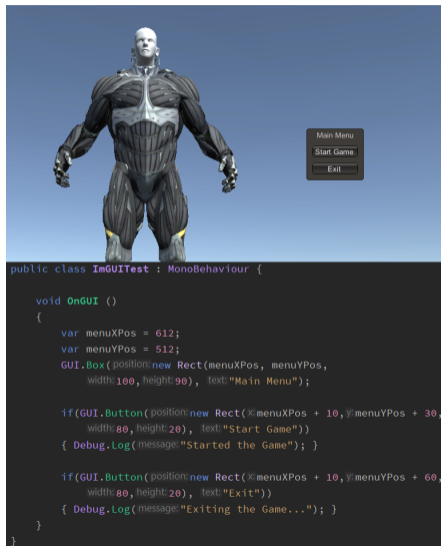 Main Menu
Start Game
Exit
public class ImGUITest : MonoBehaviour {
void OnGUI ()
{
var menuXPos = 612;
var menuYPos = 512;
GUI.Box(position: new Rect(menuXPos, menuYPos,
width: 100, height: 90), text: "Main Menu");
if(GUI.Button(position: new Rect(x: menuXPos + 10, y: menuYPos + 30,
width: 80, height: 20), text: "Start Game"))
{ Debug.Log(message: "Started the Game"); }
if(GUI.Button(position: new Rect(x: menuXPos + 10, y: menuYPos + 60,
width: 80, height: 20), text: "Exit"))
{ Debug.Log(message: "Exiting the Game..."); }
}
}